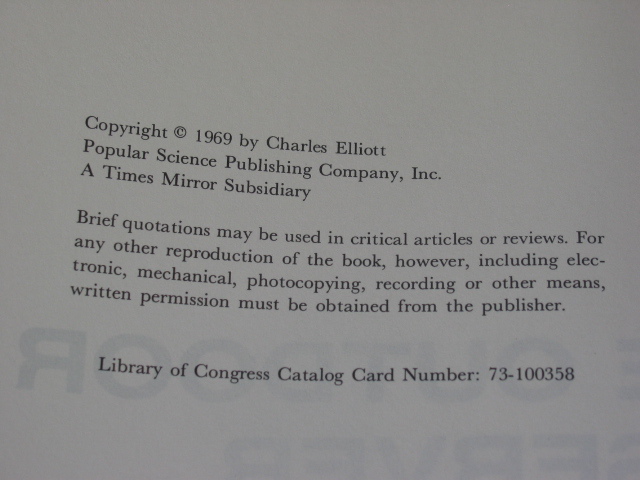 Copyright © 1969 by Charles Elliott
Popular Science Publishing Company, Inc.
A Times Mirror Subsidiary
Brief quotations may be used in critical articles or reviews. For
any other reproduction of the book, however, including elec-
tronic, mechanical, photocopying, recording or other means,
written permission must be obtained from the publisher.
Library of Congress Catalog Card Number: 73-100358
OUTDOOR